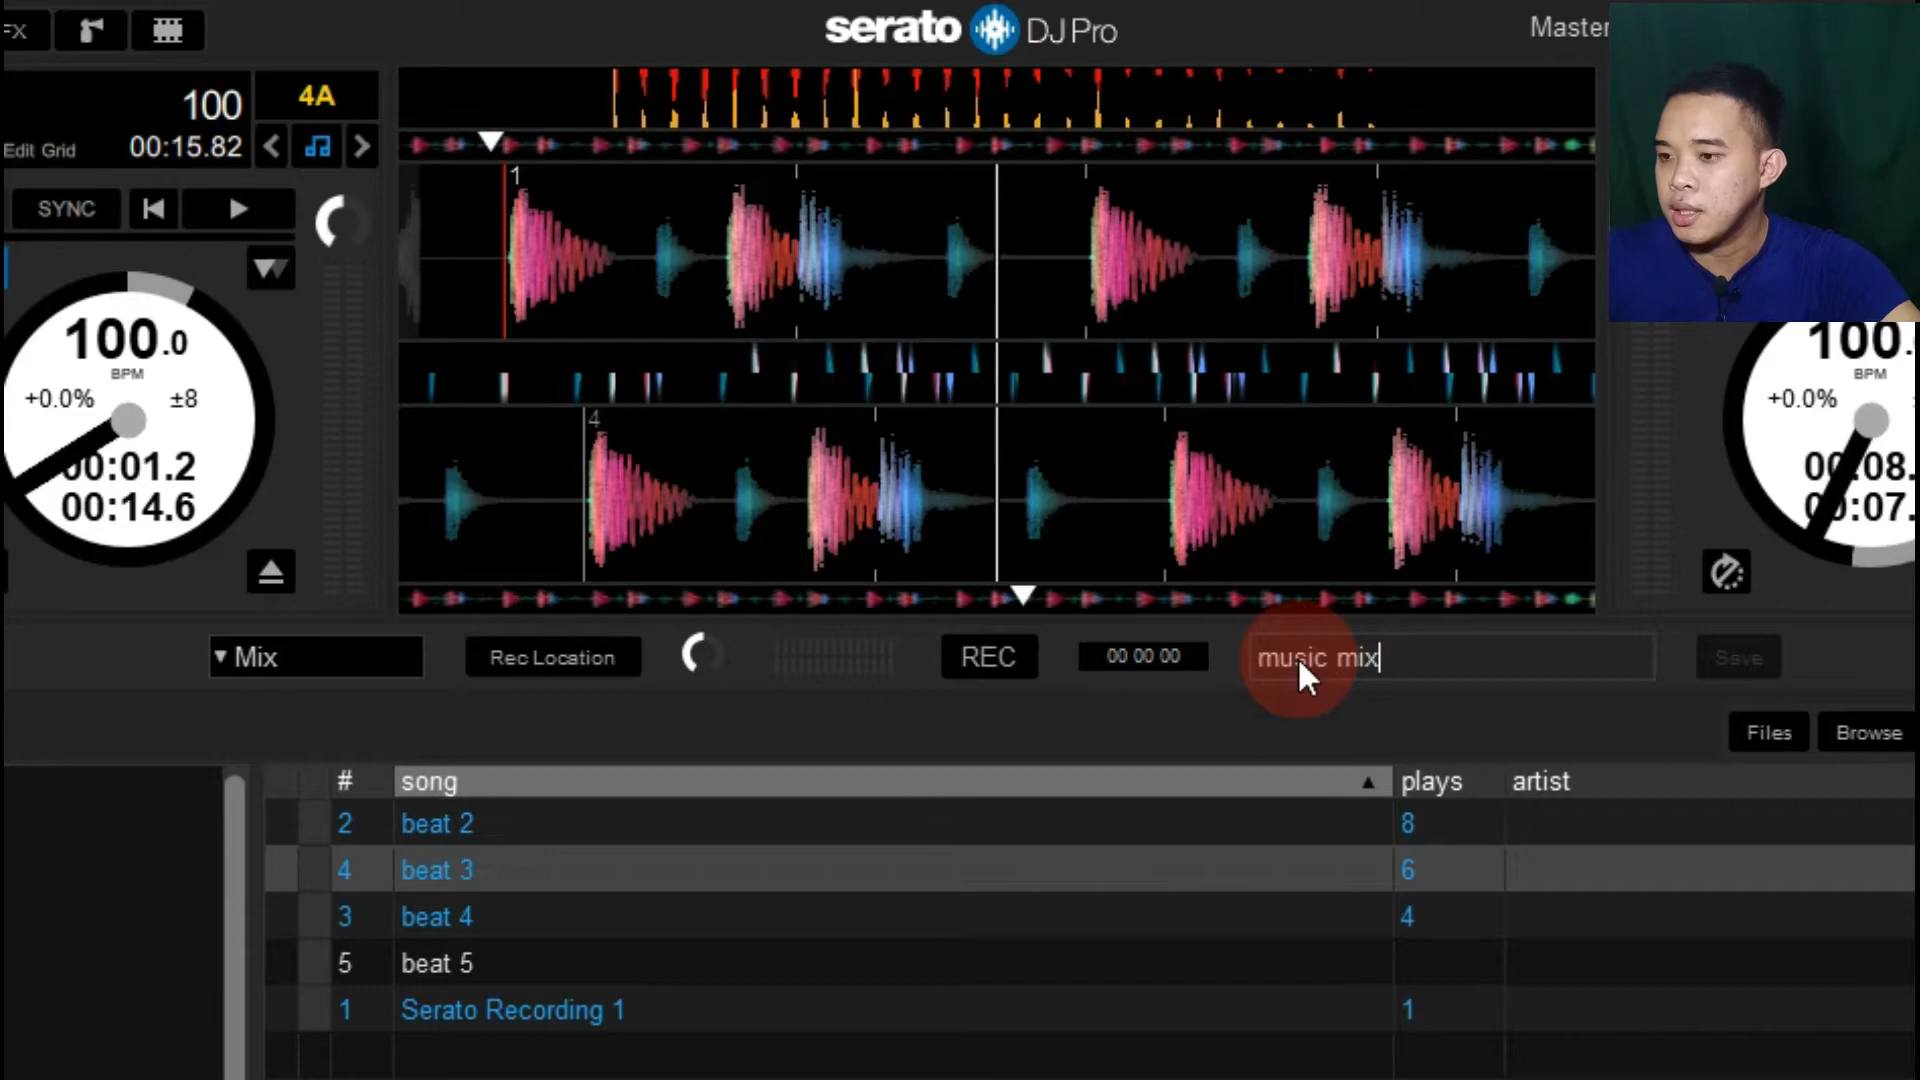 FX
serato DJ Pro
Master
100
4A
Edit Grid 00:15.82
SYNC
1
100.0
BPM
+0.0% ±8
00:01.2
00:14.6
4
100.
BPM
+0.0%
00:08.
:07.
Mix
Rec Location
REC
00 00 00
music mix
Save
Files
Browse
# song plays artist
2 beat 2 8
4 beat 3 6
3 beat 4 4
5 beat 5
1 Serato Recording 1 1